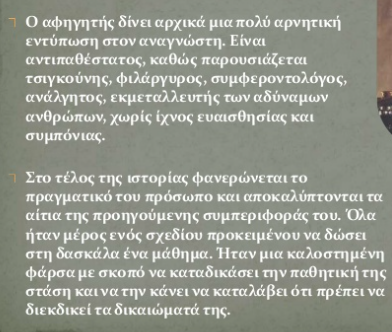 Ο αφηγητής δίνει αρχικά μια πολύ αρνητική
εντύπωση στον αναγνώστη. Είναι
αντιπαθέστατος, καθώς παρουσιάζεται
τσιγκούνης, φιλάργυρος, συμφεροντολόγος,
ανάλγητος, εκμεταλλευτής των αδύναμων
ανθρώπων, χωρίς ίχνος ευαισθησίας και
συμπόνιας.
Στο τέλος της ιστορίας φανερώνεται το
πραγματικό του πρόσωπο και αποκαλύπτονται τα
αίτια της προηγούμενης συμπεριφοράς του. Όλα
ήταν μέρος ενός σχεδίου προκειμένου να δώσει
στη δασκάλα ένα μάθημα. Ήταν μια καλοστημένη
φάρσα με σκοπό να καταδικάσει την παθητική της
στάση και να την κάνει να καταλάβει ότι πρέπει να
διεκδικεί τα δικαιώματά της.